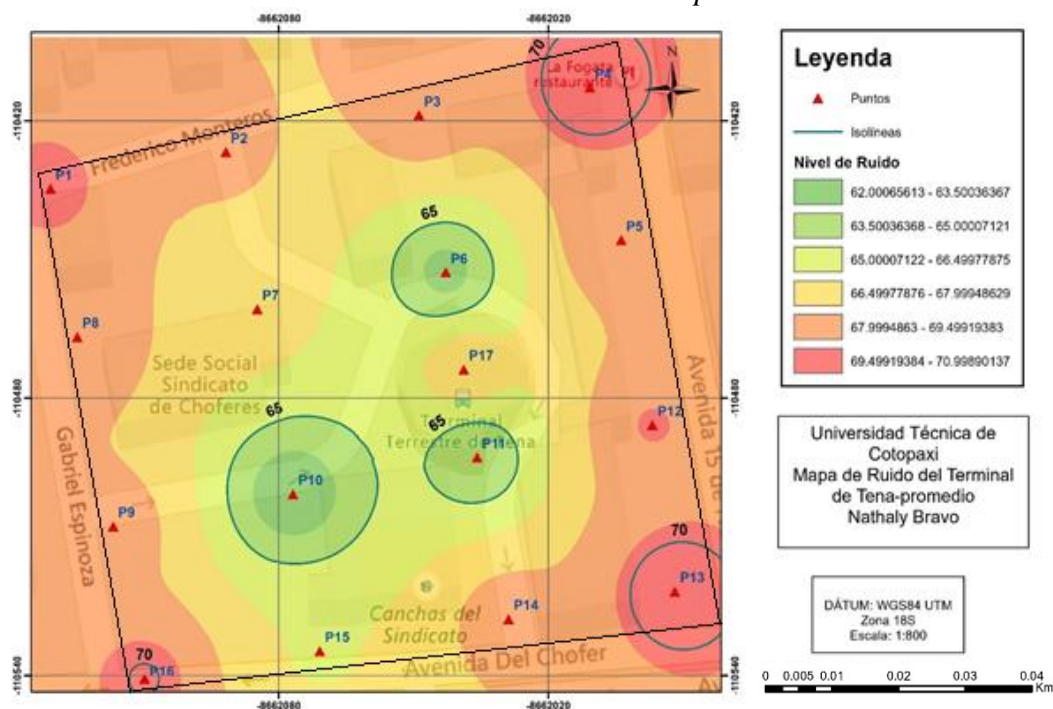 -8662080
-8662020
70
La Fogata
restaurante
N
P4
P3
-110420
-110420
Frederico Monteros
P2
P1
65
P5
P6
P7
P8
Sede Social
Sindicato
de Choferes
P17
-110480
-110480
65
65
Terminal
Terrestre de Tena
P12
P11
Avenida 15 de
P10
Gabriel Espinoza
P9
70
P13
P14
Canchas del
Sindicato
P15
Avenida Del Chofer
70
P16
-110540
-110540
-8662080
-8662020
Leyenda
Puntos
Isolíneas
Nivel de Ruido
62.00065613 - 63.50036367
63.50036368 - 65.00007121
65.00007122 - 66.49977875
66.49977876 - 67.99948629
67.9994863 - 69.49919383
69.49919384 - 70.99890137
Universidad Técnica de
Cotopaxi
Mapa de Ruido del Terminal
de Tena-promedio
Nathaly Bravo
DÁTUM: WGS84 UTM
Zona 18S
Escala: 1:800
0 0.005 0.01 0.02 0.03 0.04
Km